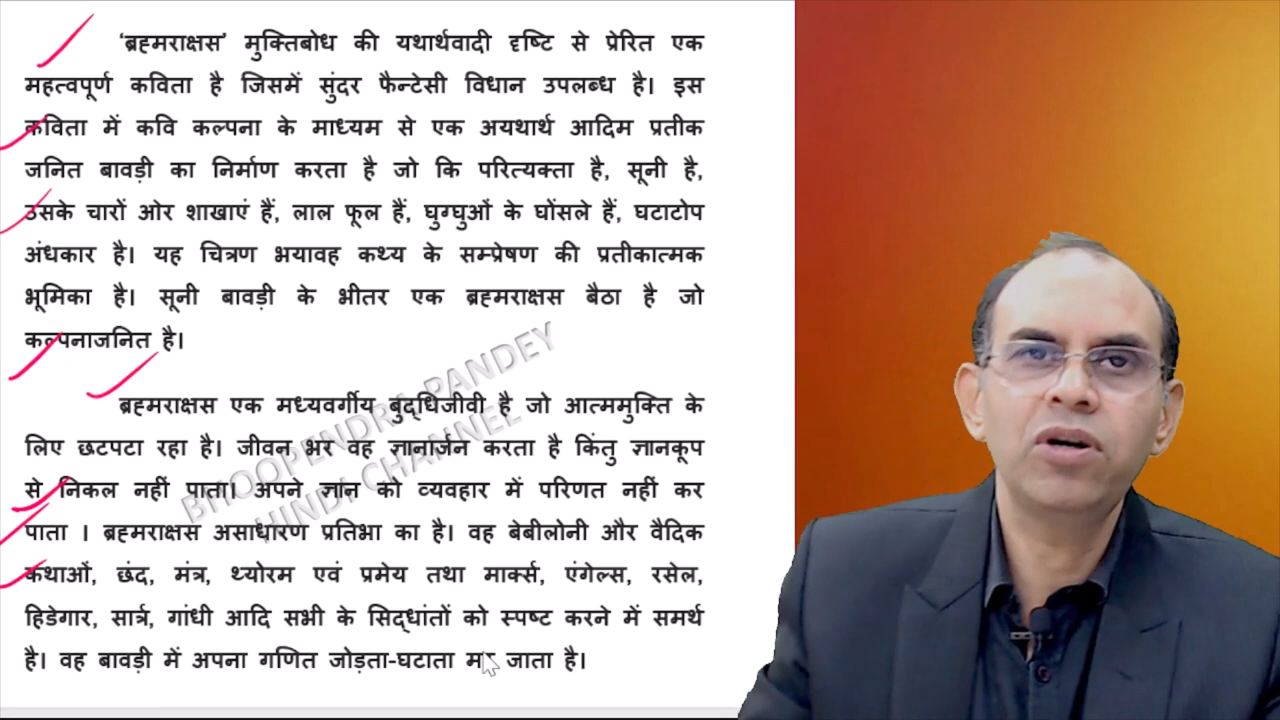 'ब्रह्मराक्षस' मुक्तिबोध की यथार्थवादी दृष्टि से प्रेरित एक
महत्वपूर्ण कविता है जिसमें सुंदर फैन्टेसी विधान उपलब्ध है। इस
कविता में कवि कल्पना के माध्यम से एक अयथार्थ आदिम प्रतीक
जनित बावड़ी का निर्माण करता है जो कि परित्यक्ता है, सूनी है,
उसके चारों ओर शाखाएं हैं, लाल फूल हैं, घुग्घुओं के घोंसले हैं, घटाटोप
अंधकार है। यह चित्रण भयावह कथ्य के सम्प्रेषण की प्रतीकात्मक
भूमिका है। सूनी बावड़ी के भीतर एक ब्रह्मराक्षस बैठा है जो
कल्पनाजनित है।
ब्रह्मराक्षस एक मध्यवर्गीय बुद्धिजीवी है जो आत्ममुक्ति के
लिए छटपटा रहा है। जीवन भर वह ज्ञानार्जन करता है किंतु ज्ञानकूप
से निकल नहीं पाता। अपने ज्ञान को व्यवहार में परिणत नहीं कर
पाता । ब्रह्मराक्षस असाधारण प्रतिभा का है। वह बेबीलोनी और वैदिक
कथाओं, छंद, मंत्र, थ्योरम एवं प्रमेय तथा मार्क्स, एंगेल्स, रसेल,
हिडेगार, सार्त्र, गांधी आदि सभी के सिद्धांतों को स्पष्ट करने में समर्थ
है। वह बावड़ी में अपना गणित जोड़ता-घटाता मर जाता है।
BHOOPENDRA PANDEY
HINDI CHANNEL